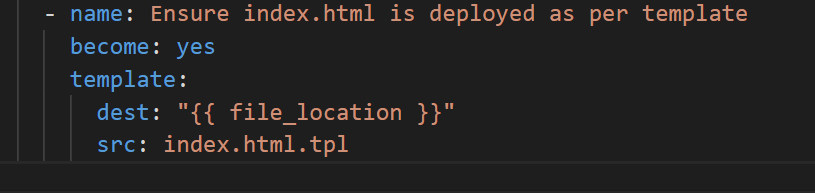 - name: Ensure index.html is deployed as per template
  become: yes
  template:
    dest: "{{ file_location }}"
    src: index.html.tpl